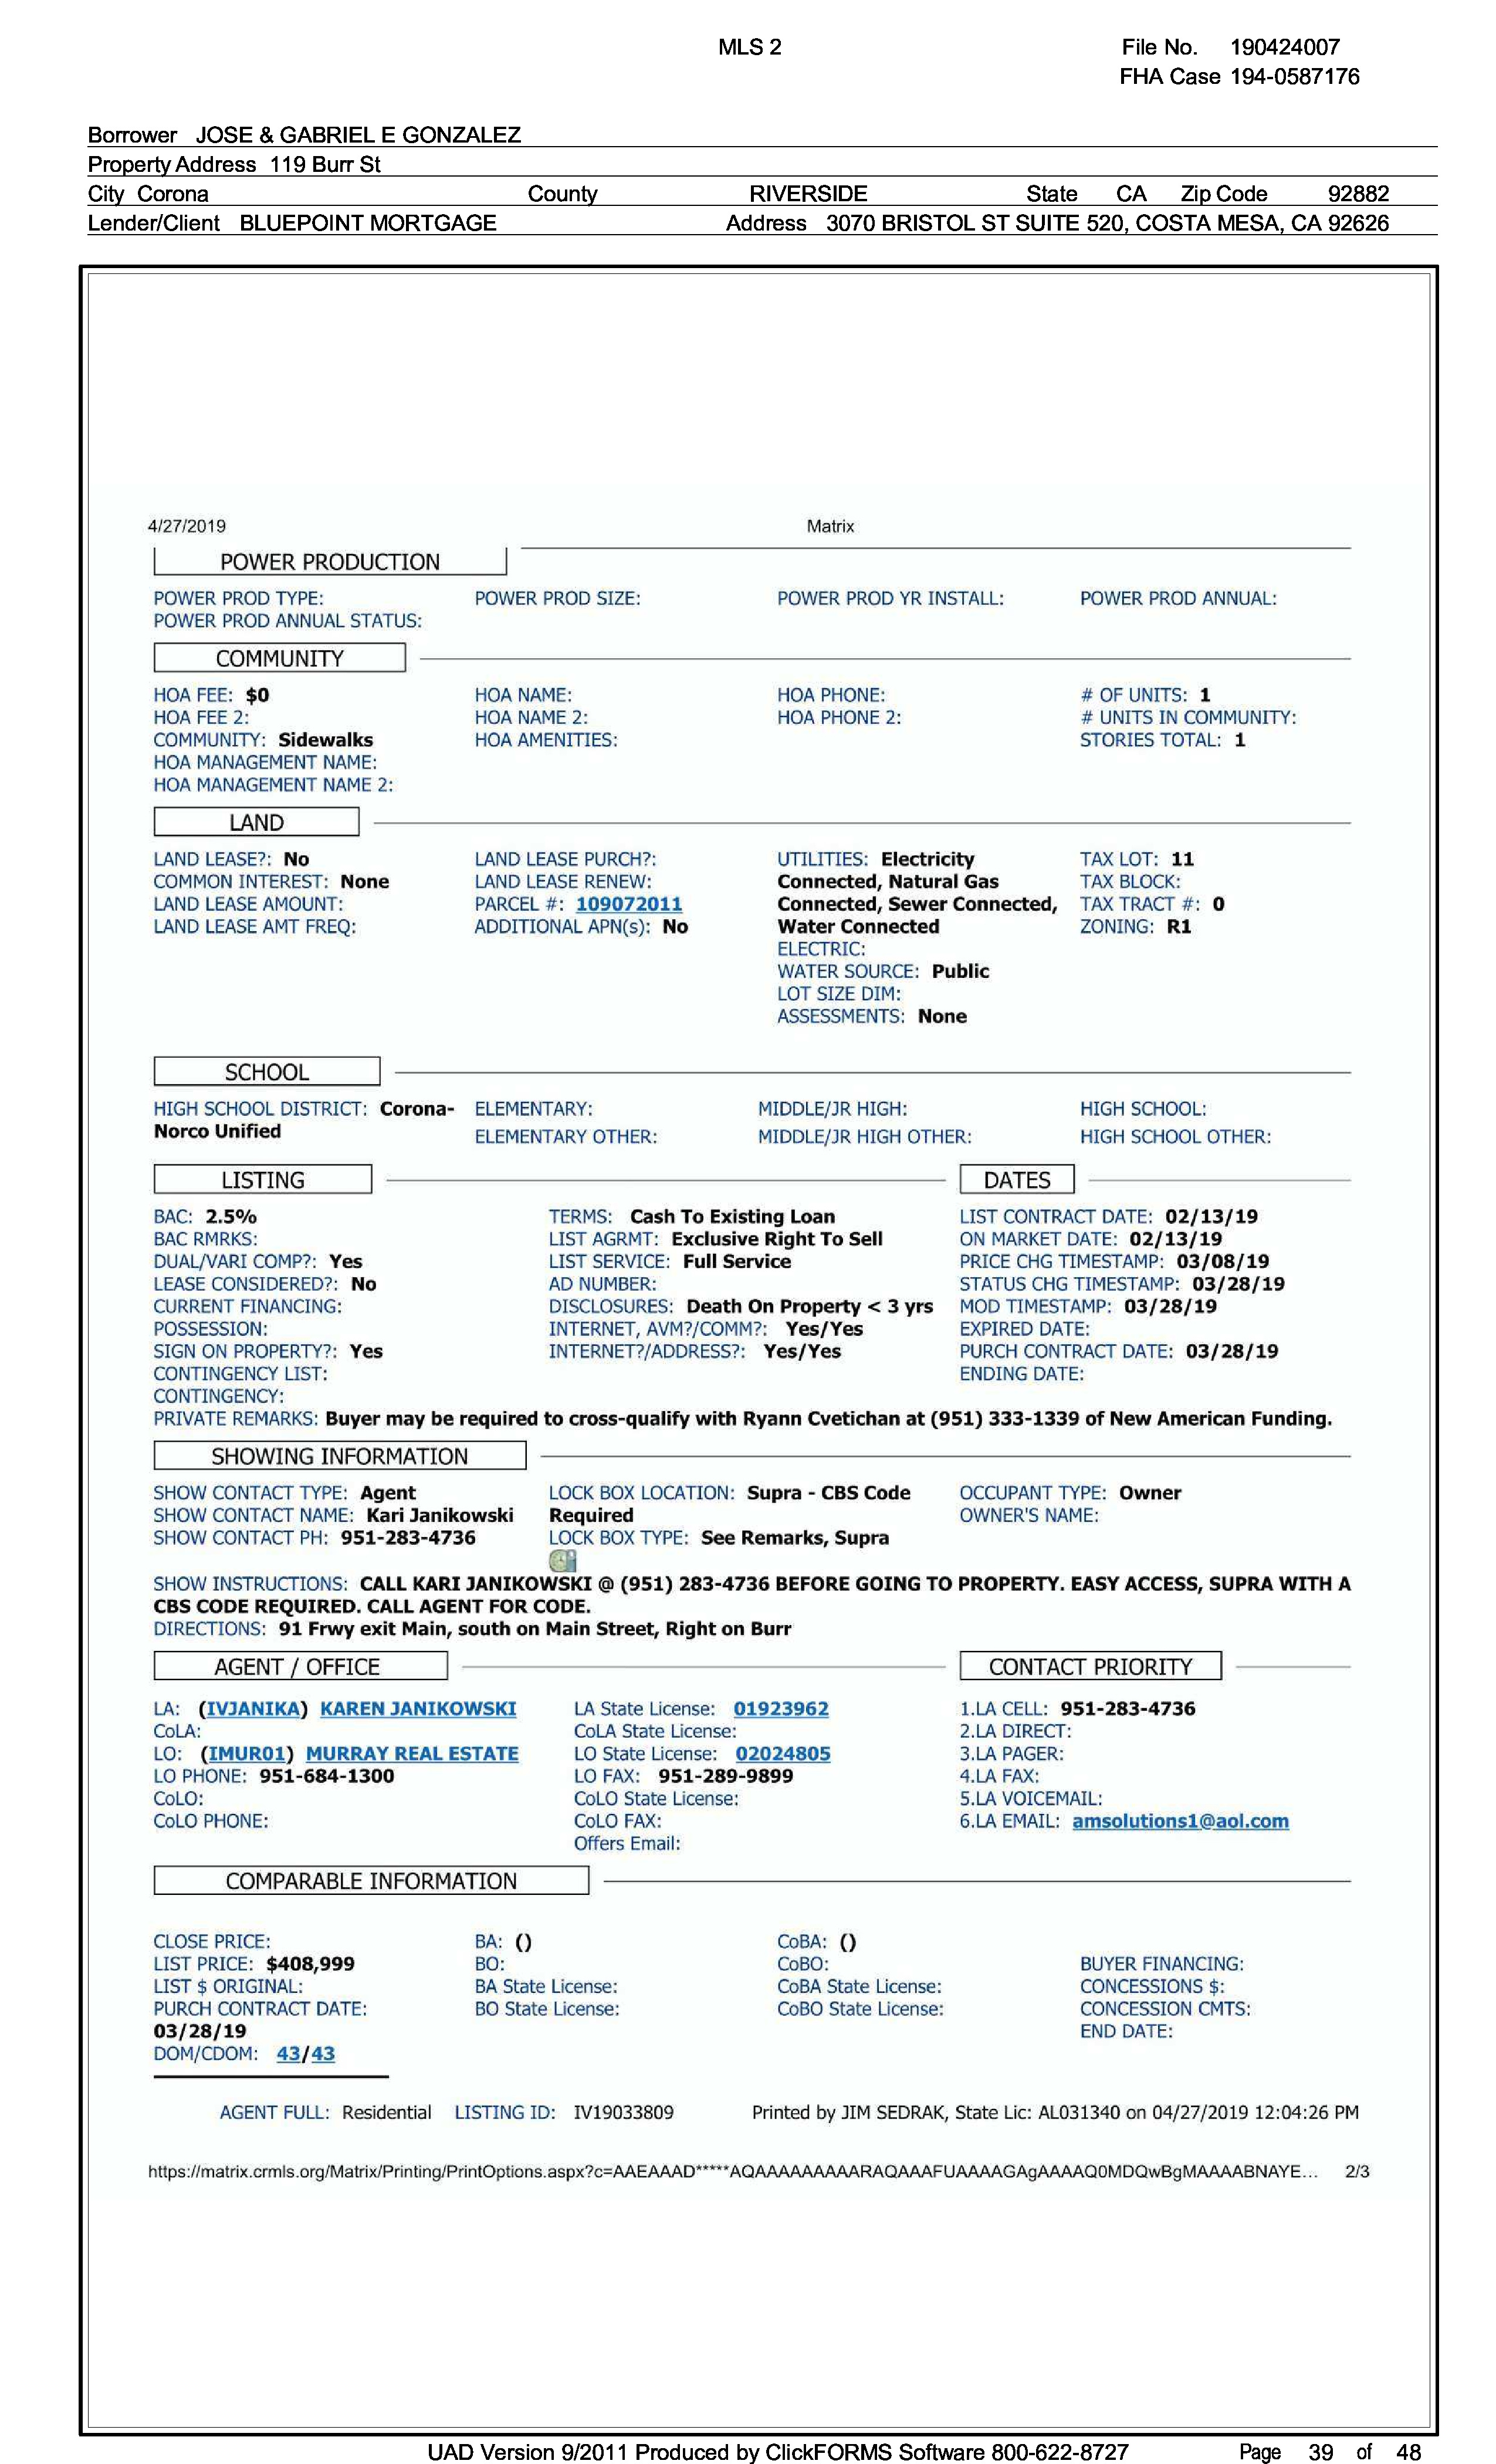 MLS 2
File No. 190424007
FHA Case 194-0587176
Borrower JOSE & GABRIEL E GONZALEZ
Property Address 119 Burr St
City Corona County RIVERSIDE State CA Zip Code 92882
Lender/Client BLUEPOINT MORTGAGE Address 3070 BRISTOL ST SUITE 520, COSTA MESA, CA 92626
4/27/2019 Matrix
POWER PRODUCTION
POWER PROD TYPE: POWER PROD SIZE: POWER PROD YR INSTALL: POWER PROD ANNUAL:
POWER PROD ANNUAL STATUS:
COMMUNITY
HOA FEE: $0 HOA NAME: HOA PHONE: # OF UNITS: 1
HOA FEE 2: HOA NAME 2: HOA PHONE 2: # UNITS IN COMMUNITY:
COMMUNITY: Sidewalks HOA AMENITIES: STORIES TOTAL: 1
HOA MANAGEMENT NAME:
HOA MANAGEMENT NAME 2:
LAND
LAND LEASE?: No LAND LEASE PURCH?: UTILITIES: Electricity TAX LOT: 11
COMMON INTEREST: None LAND LEASE RENEW: Connected, Natural Gas TAX BLOCK:
LAND LEASE AMOUNT: PARCEL #: 109072011 Connected, Sewer Connected, TAX TRACT #: 0
LAND LEASE AMT FREQ: ADDITIONAL APN(s): No Water Connected ZONING: R1
ELECTRIC:
WATER SOURCE: Public
LOT SIZE DIM:
ASSESSMENTS: None
SCHOOL
HIGH SCHOOL DISTRICT: Corona- ELEMENTARY: MIDDLE/JR HIGH: HIGH SCHOOL:
Norco Unified ELEMENTARY OTHER: MIDDLE/JR HIGH OTHER: HIGH SCHOOL OTHER:
LISTING DATES
BAC: 2.5% TERMS: Cash To Existing Loan LIST CONTRACT DATE: 02/13/19
BAC RMRKS: LIST AGRMT: Exclusive Right To Sell ON MARKET DATE: 02/13/19
DUAL/VARI COMP?: Yes LIST SERVICE: Full Service PRICE CHG TIMESTAMP: 03/08/19
LEASE CONSIDERED?: No AD NUMBER: STATUS CHG TIMESTAMP: 03/28/19
CURRENT FINANCING: DISCLOSURES: Death On Property < 3 yrs MOD TIMESTAMP: 03/28/19
POSSESSION: INTERNET, AVM?/COMM?: Yes/Yes EXPIRED DATE:
SIGN ON PROPERTY?: Yes INTERNET?/ADDRESS?: Yes/Yes PURCH CONTRACT DATE: 03/28/19
CONTINGENCY LIST: ENDING DATE:
CONTINGENCY:
PRIVATE REMARKS: Buyer may be required to cross-qualify with Ryann Cvetichan at (951) 333-1339 of New American Funding.
SHOWING INFORMATION
SHOW CONTACT TYPE: Agent LOCK BOX LOCATION: Supra - CBS Code OCCUPANT TYPE: Owner
SHOW CONTACT NAME: Kari Janikowski Required OWNER'S NAME:
SHOW CONTACT PH: 951-283-4736 LOCK BOX TYPE: See Remarks, Supra
SHOW INSTRUCTIONS: CALL KARI JANIKOWSKI @ (951) 283-4736 BEFORE GOING TO PROPERTY. EASY ACCESS, SUPRA WITH A
CBS CODE REQUIRED. CALL AGENT FOR CODE.
DIRECTIONS: 91 Frwy exit Main, south on Main Street, Right on Burr
AGENT / OFFICE CONTACT PRIORITY
LA: (IVJANIKA) KAREN JANIKOWSKI LA State License: 01923962 1.LA CELL: 951-283-4736
CoLA: CoLA State License: 2.LA DIRECT:
LO: (IMUR01) MURRAY REAL ESTATE LO State License: 02024805 3.LA PAGER:
LO PHONE: 951-684-1300 LO FAX: 951-289-9899 4.LA FAX:
CoLO: CoLO State License: 5.LA VOICEMAIL:
CoLO PHONE: CoLO FAX: 6.LA EMAIL: amsolutions1@aol.com
Offers Email:
COMPARABLE INFORMATION
CLOSE PRICE: BA: () CoBA: ()
LIST PRICE: $408,999 BO: CoBO: BUYER FINANCING:
LIST $ ORIGINAL: BA State License: CoBA State License: CONCESSIONS $:
PURCH CONTRACT DATE: BO State License: CoBO State License: CONCESSION CMTS:
03/28/19 END DATE:
DOM/CDOM: 43/43
AGENT FULL: Residential LISTING ID: IV19033809 Printed by JIM SEDRAK, State Lic: AL031340 on 04/27/2019 12:04:26 PM
https://matrix.crmls.org/Matrix/Printing/PrintOptions.aspx?c=AAEAAAD*****AQAAAAAAAAAARAQAAAFUAAAAGAgAAAAQ0MDQwBgMAAAABNAYE... 2/3
UAD Version 9/2011 Produced by ClickFORMS Software 800-622-8727 Page 39 of 48